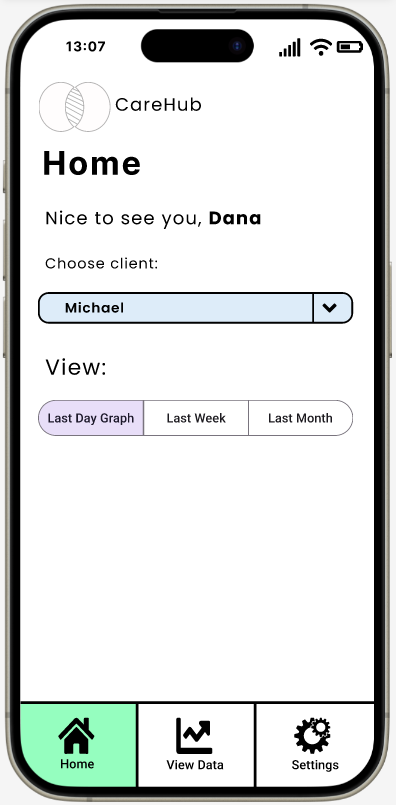 13:07
CareHub
Home
Nice to see you, Dana
Choose client:
Michael
View:
Last Day Graph Last Week Last Month
Home View Data Settings